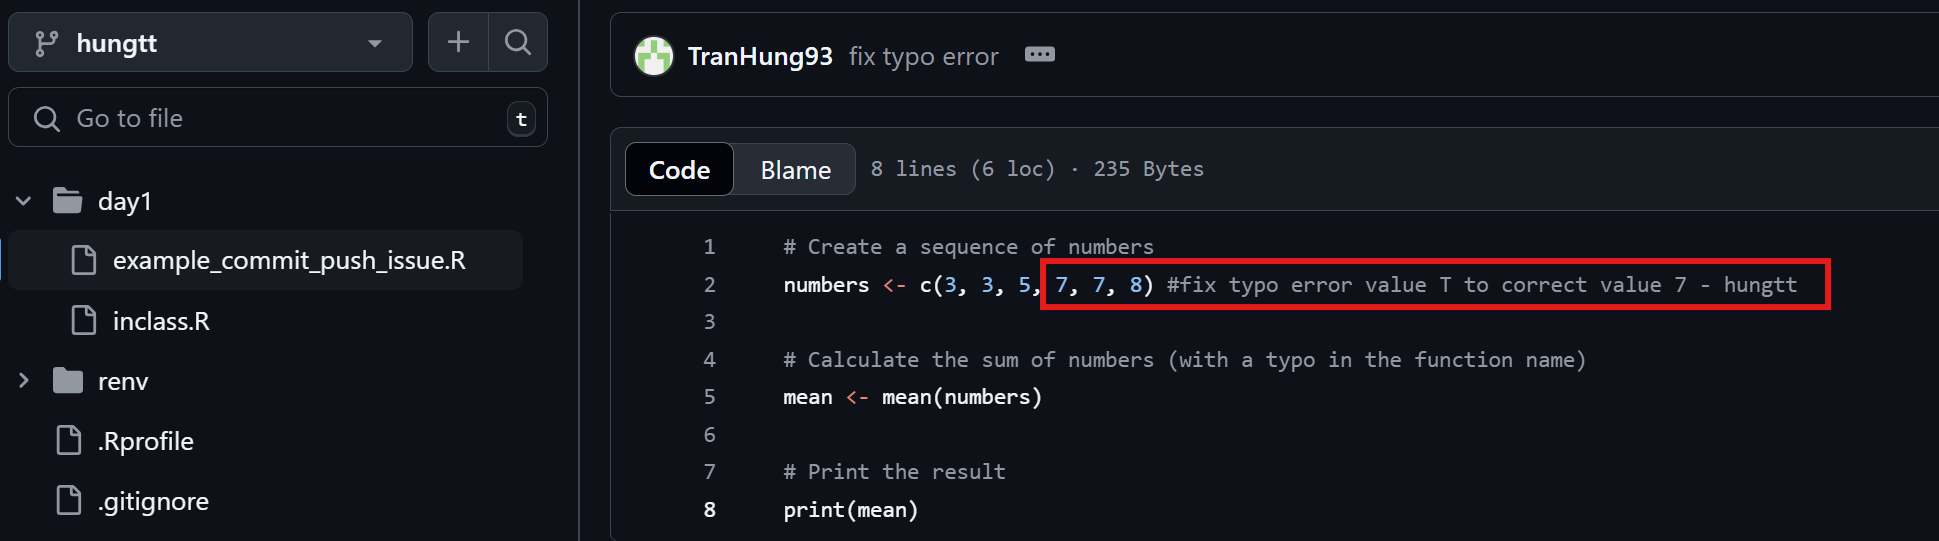 hungtt
Go to file
t
day1
example_commit_push_issue.R
inclass.R
renv
.Rprofile
.gitignore
TranHung93 fix typo error
Code Blame 8 lines (6 loc) · 235 Bytes
1 # Create a sequence of numbers
2 numbers <- c(3, 3, 5, 7, 7, 8) #fix typo error value T to correct value 7 - hungtt
3
4 # Calculate the sum of numbers (with a typo in the function name)
5 mean <- mean(numbers)
6
7 # Print the result
8 print(mean)